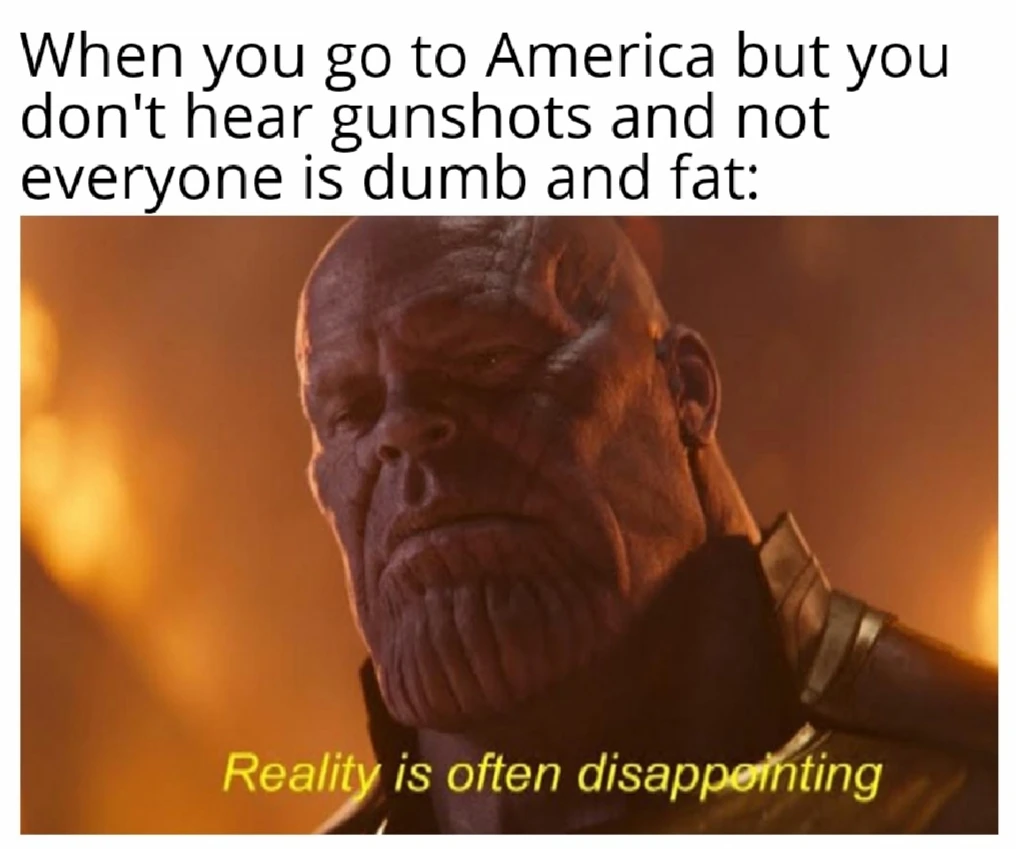 When you go to America but you
don't hear gunshots and not
everyone is dumb and fat:
Reality is often disappointing